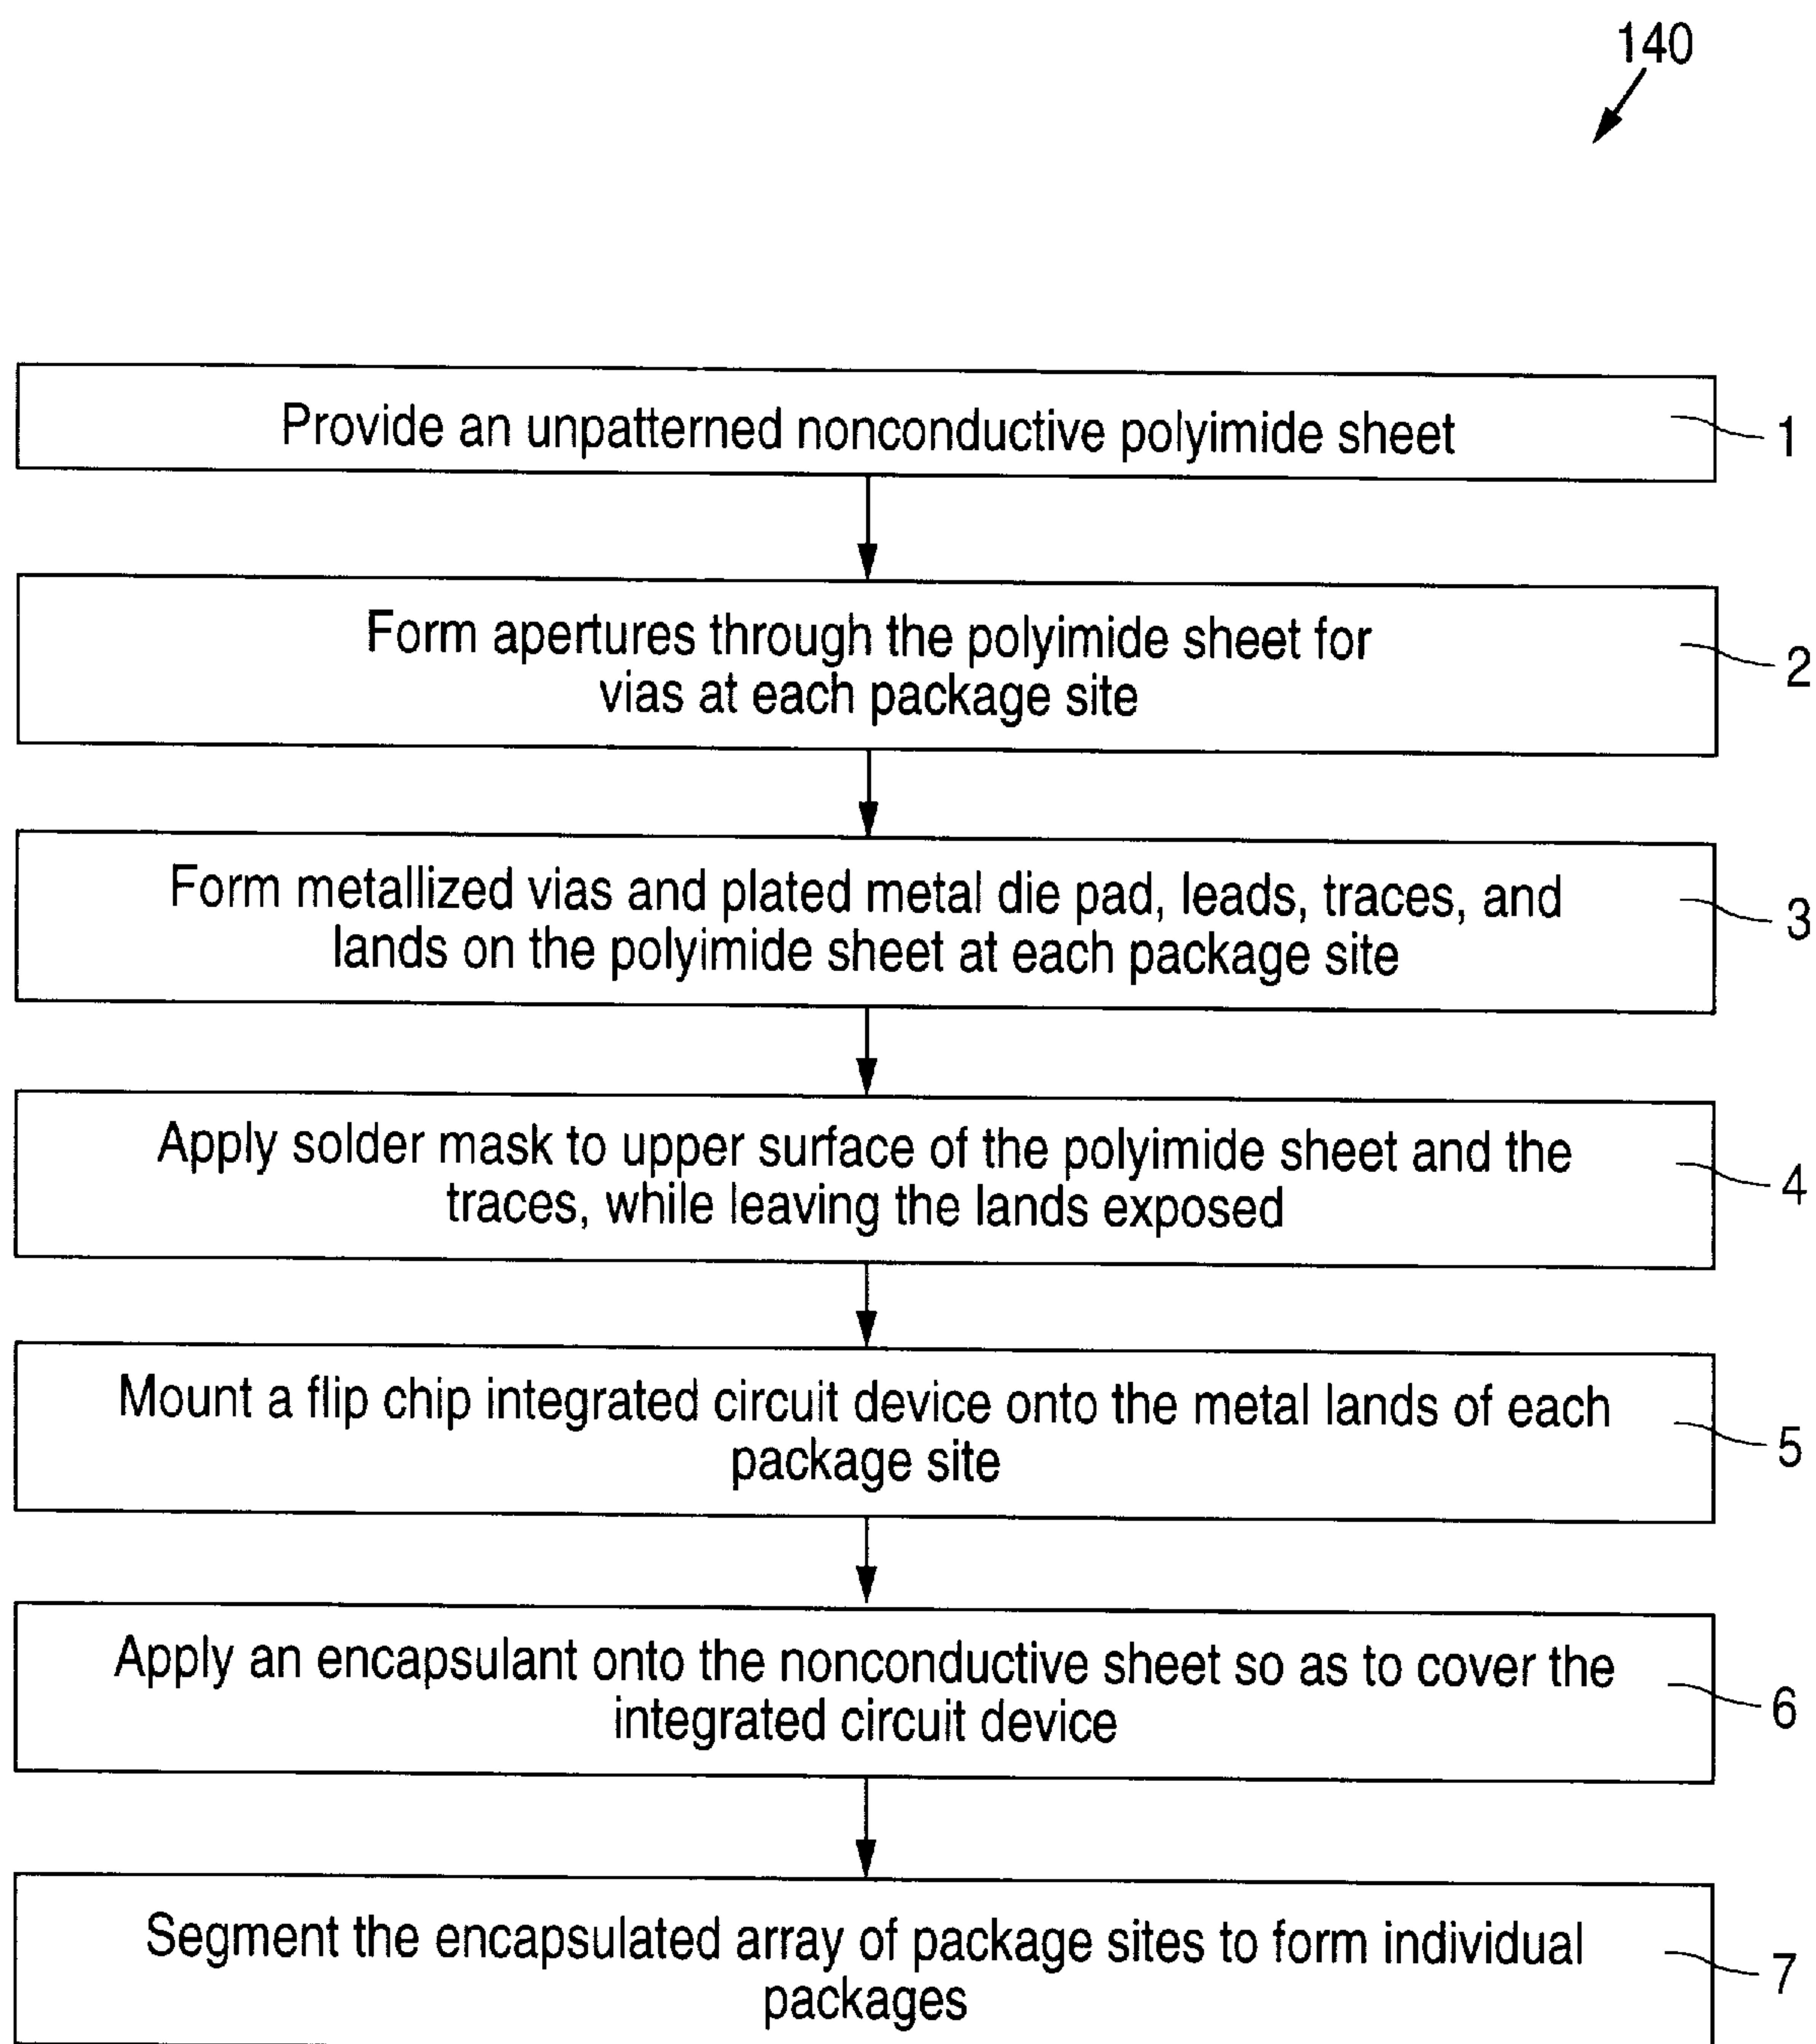 140
Provide an unpatterned nonconductive polyimide sheet
1
Form apertures through the polyimide sheet for
vias at each package site
2
Form metallized vias and plated metal die pad, leads, traces, and
lands on the polyimide sheet at each package site
3
Apply solder mask to upper surface of the polyimide sheet and the
traces, while leaving the lands exposed
4
Mount a flip chip integrated circuit device onto the metal lands of each
package site
5
Apply an encapsulant onto the nonconductive sheet so as to cover the
integrated circuit device
6
Segment the encapsulated array of package sites to form individual
packages
7